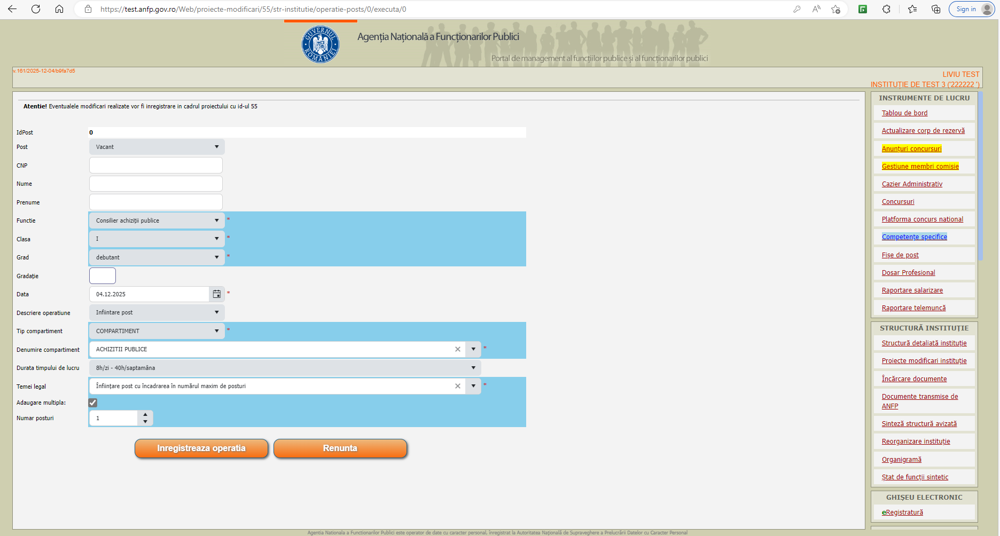 https://test.anfp.gov.ro/Web/proiecte-modificari/55/str-institutie/operatie-posts/0/executa/0
Sign in
GUVERNUL ROMÂNIEI
Agenția Națională a Funcționarilor Publici
Portal de management al funcțiilor publice și al funcționarilor publici
v.161/2025-12-04/b9fa7d5
LIVIU TEST
INSTITUȚIE DE TEST 3 ('222222 ')
Atentie! Eventualele modificari realizate vor fi inregistrare in cadrul proiectului cu id-ul 55
IdPost 0
Post Vacant
CNP
Nume
Prenume
Functie Consilier achiziții publice *
Clasa I *
Grad debutant *
Gradație
Data 04.12.2025 *
Descriere operatiune Infiintare post
Tip compartiment COMPARTIMENT *
Denumire compartiment ACHIZITII PUBLICE *
Durata timpului de lucru 8h/zi - 40h/saptamâna
Temei legal Înființare post cu încadrarea în numărul maxim de posturi *
Adaugare multipla:
Numar posturi 1
Inregistreaza operatia Renunta
INSTRUMENTE DE LUCRU
Tablou de bord
Actualizare corp de rezervă
Anunțuri concursuri
Gestiune membri comisie
Cazier Administrativ
Concursuri
Platforma concurs national
Competențe specifice
Fișe de post
Dosar Profesional
Raportare salarizare
Raportare telemuncă
STRUCTURĂ INSTITUȚIE
Structură detaliată instituție
Proiecte modificari instituție
Încărcare documente
Documente transmise de
ANFP
Sinteză structură avizată
Reorganizare instituție
Organigramă
Ștat de funcții sintetic
GHIȘEU ELECTRONIC
eRegistratură
Agentia Nationala a Functionarilor Publici este operator de date cu caracter personal, înregistrat la Autoritatea Națională de Supraveghere a Prelucrării Datelor cu Caracter Personal